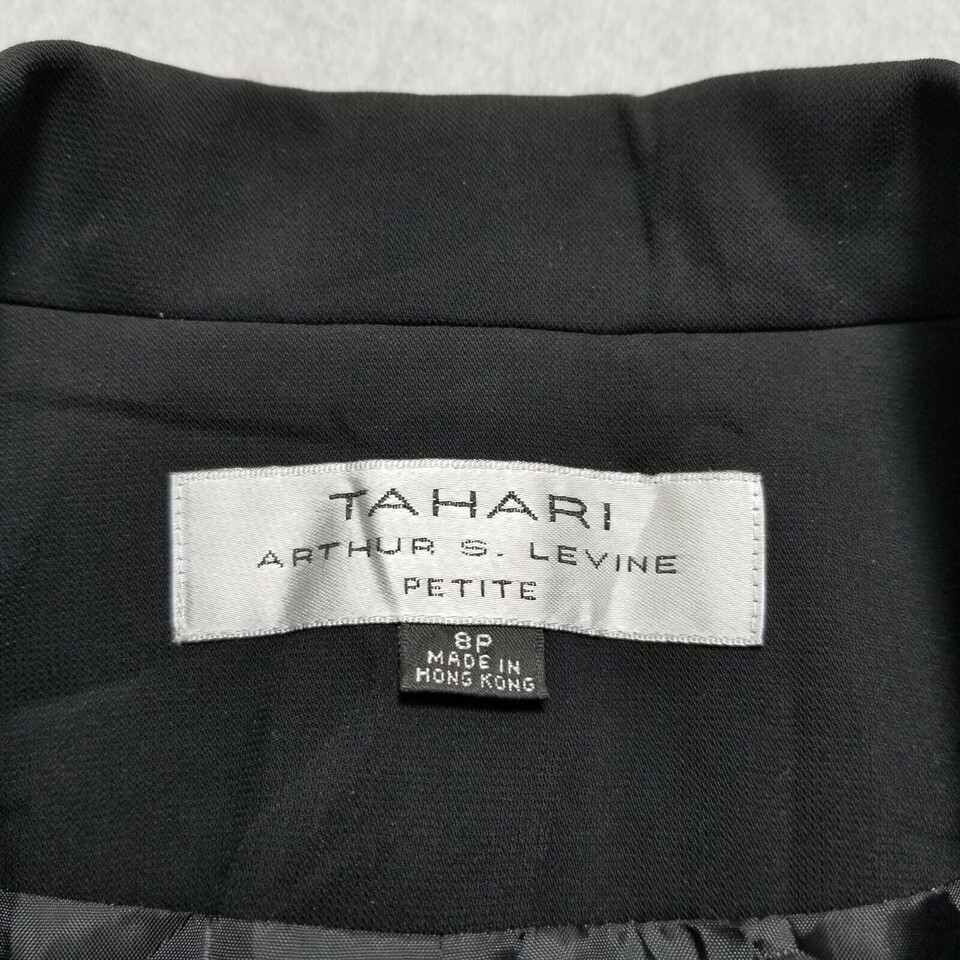 TAHARI
ARTHUR S. LEVINE
PETITE
8P
MADE IN
HONG KONG